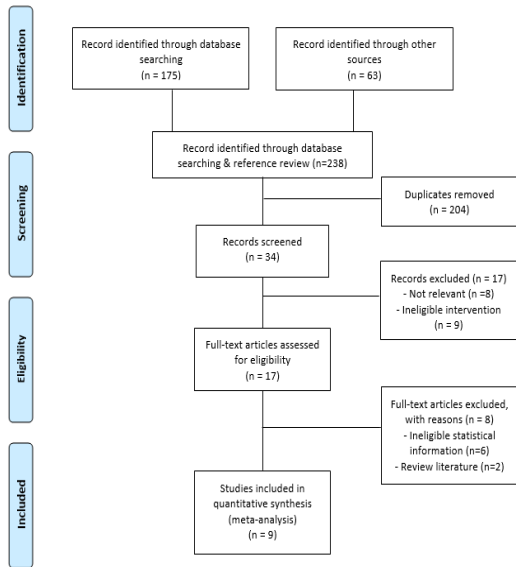 Identification
Record identified through database
searching
(n = 175)
Record identified through other
sources
(n = 63)
Record identified through database
searching & reference review (n=238)
Screening
Duplicates removed
(n = 204)
Records screened
(n = 34)
Records excluded (n = 17)
- Not relevant (n =8)
- Ineligible intervention
(n = 9)
Eligibility
Full-text articles assessed
for eligibility
(n = 17)
Full-text articles excluded,
with reasons (n = 8)
- Ineligible statistical
information (n=6)
- Review literature (n=2)
Included
Studies included in
quantitative synthesis
(meta-analysis)
(n = 9)